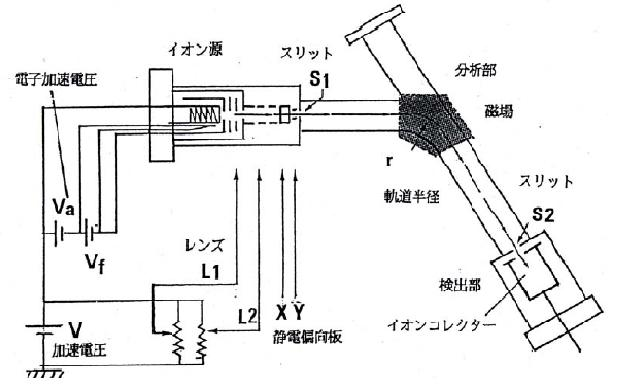 イオン源
スリット
S1
電子加速電圧
分析部
磁場
r
軌道半径
スリット
S2
Va
Vf
レンズ
L1
L2
X Y
静電偏向板
検出部
イオンコレクター
V
加速電圧